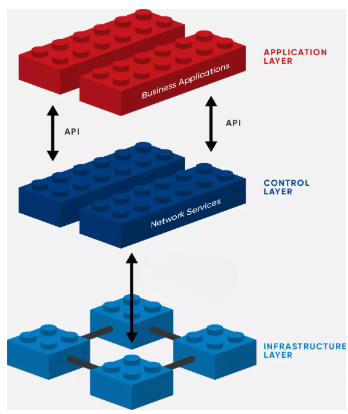 APPLICATION
LAYER
Business Applications
API
API
CONTROL
LAYER
Network Services
INFRASTRUCTURE
LAYER